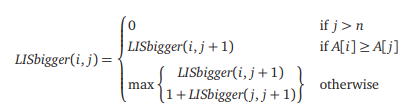 0 if j > n
LISbigger(i, j) = LISbigger(i, j + 1) if A[i] ≥ A[j]
max { LISbigger(i, j + 1)
1 + LISbigger(j, j + 1) } otherwise